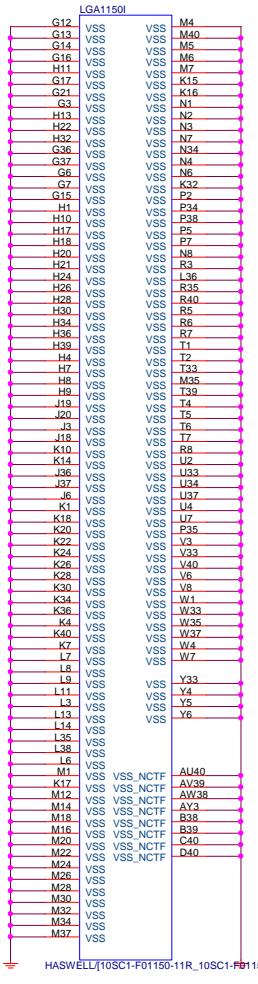 LGA1150I
G12 VSS VSS M4
G13 VSS VSS M40
G14 VSS VSS M5
G16 VSS VSS M6
H11 VSS VSS M7
G17 VSS VSS K15
G21 VSS VSS K16
G3 VSS VSS N1
H13 VSS VSS N2
H22 VSS VSS N3
H32 VSS VSS N7
G36 VSS VSS N34
G37 VSS VSS N4
G6 VSS VSS N6
G7 VSS VSS K32
G15 VSS VSS P2
H1 VSS VSS P34
H10 VSS VSS P38
H17 VSS VSS P5
H18 VSS VSS P7
H20 VSS VSS N8
H21 VSS VSS R3
H24 VSS VSS L36
H26 VSS VSS R35
H28 VSS VSS R40
H30 VSS VSS R5
H34 VSS VSS R6
H36 VSS VSS R7
H39 VSS VSS T1
H4 VSS VSS T2
H7 VSS VSS T33
H8 VSS VSS M35
H9 VSS VSS T39
J19 VSS VSS T4
J20 VSS VSS T5
J3 VSS VSS T6
J18 VSS VSS T7
K10 VSS VSS R8
K14 VSS VSS U2
J36 VSS VSS U33
J37 VSS VSS U34
J6 VSS VSS U37
K1 VSS VSS U4
K18 VSS VSS U7
K20 VSS VSS P35
K22 VSS VSS V3
K24 VSS VSS V33
K26 VSS VSS V40
K28 VSS VSS V6
K30 VSS VSS V8
K34 VSS VSS W1
K36 VSS VSS W33
K4 VSS VSS W35
K40 VSS VSS W37
K7 VSS VSS W4
L7 VSS VSS W7
L8 VSS
L9 VSS VSS Y33
L11 VSS VSS Y4
L3 VSS VSS Y5
L13 VSS VSS Y6
L14 VSS
L35 VSS
L38 VSS
L6 VSS
M1 VSS VSS_NCTF AU40
K17 VSS VSS_NCTF AV39
M12 VSS VSS_NCTF AW38
M14 VSS VSS_NCTF AY3
M18 VSS VSS_NCTF B38
M16 VSS VSS_NCTF B39
M20 VSS VSS_NCTF C40
M22 VSS VSS_NCTF D40
M24 VSS
M26 VSS
M28 VSS
M30 VSS
M32 VSS
M34 VSS
M37 VSS
HASWELL/[10SC1-F01150-11R_10SC1-F0115